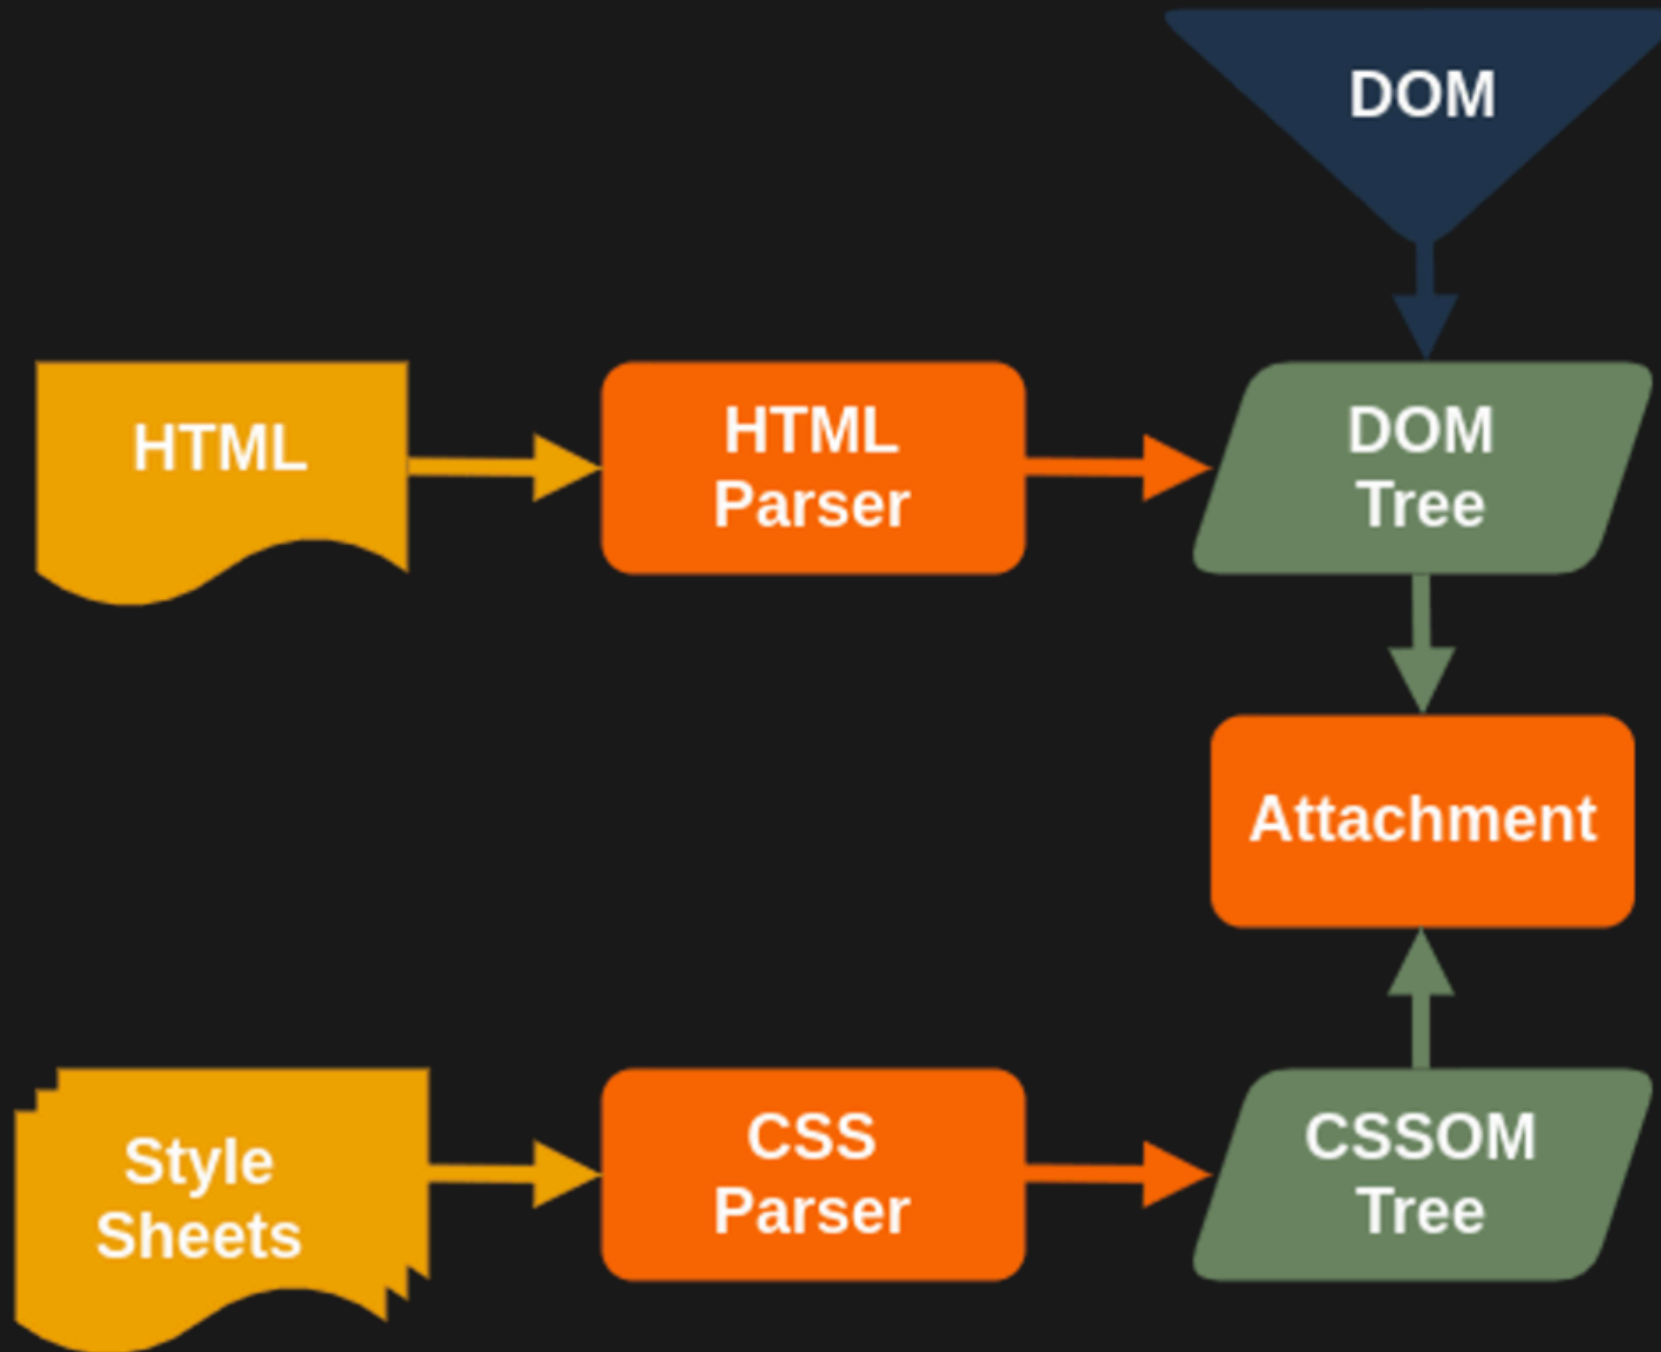 DOM
HTML
HTML
Parser
DOM
Tree
Attachment
Style
Sheets
CSS
Parser
CSSOM
Tree